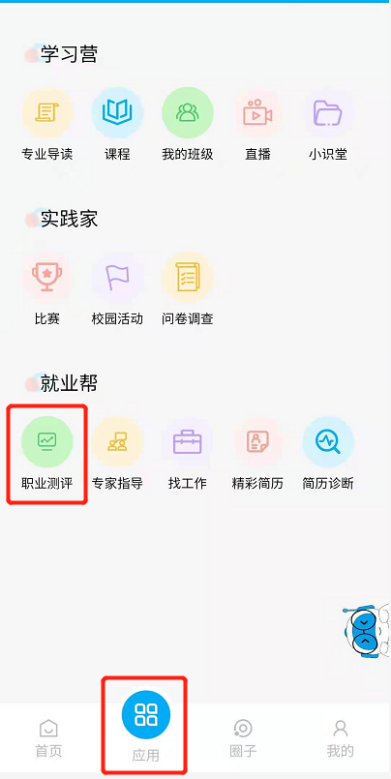 学习营
专业导读 课程 我的班级 直播 小识堂
实践家
比赛 校园活动 问卷调查
就业帮
职业测评 专家指导 找工作 精彩简历 简历诊断
首页 应用 圈子 我的